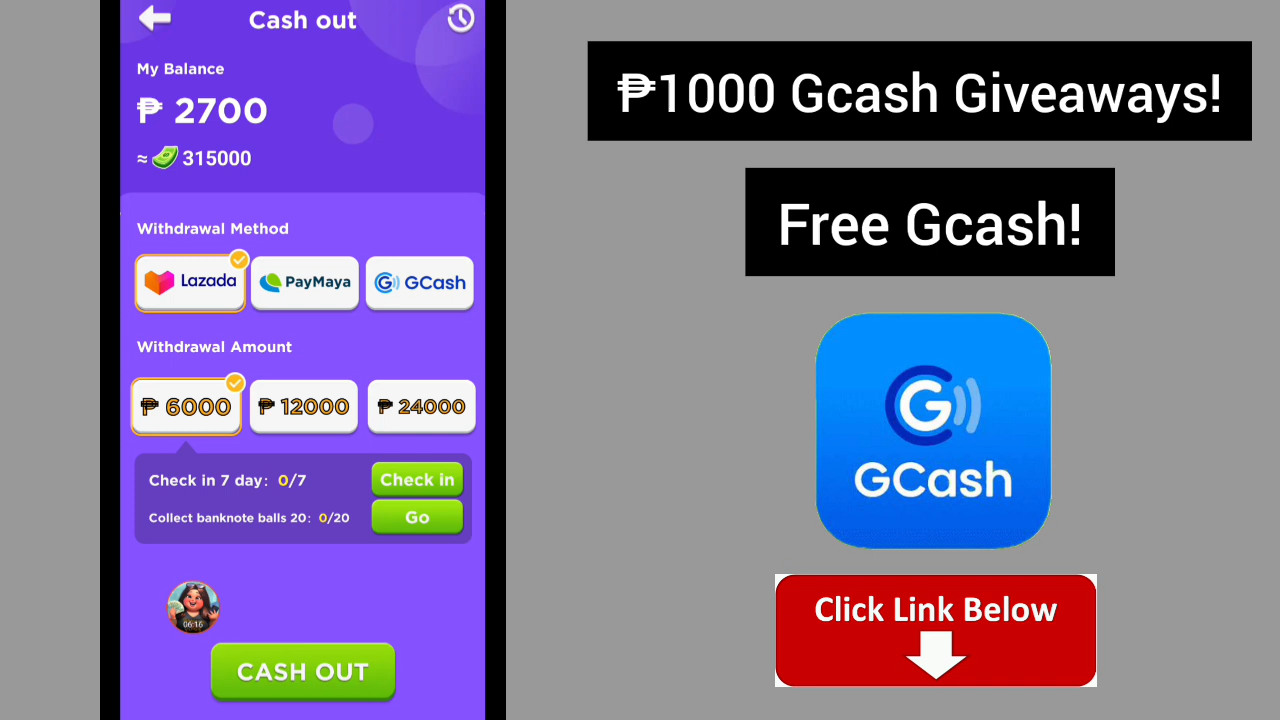 Cash out
My Balance
₱ 2700
≈ 315000
Withdrawal Method
Lazada PayMaya GCash
Withdrawal Amount
₱ 6000 ₱ 12000 ₱ 24000
Check in 7 day: 0/7 Check in
Collect banknote balls 20: 0/20 Go
06:16
CASH OUT
₱1000 Gcash Giveaways!
Free Gcash!
G
GCash
Click Link Below